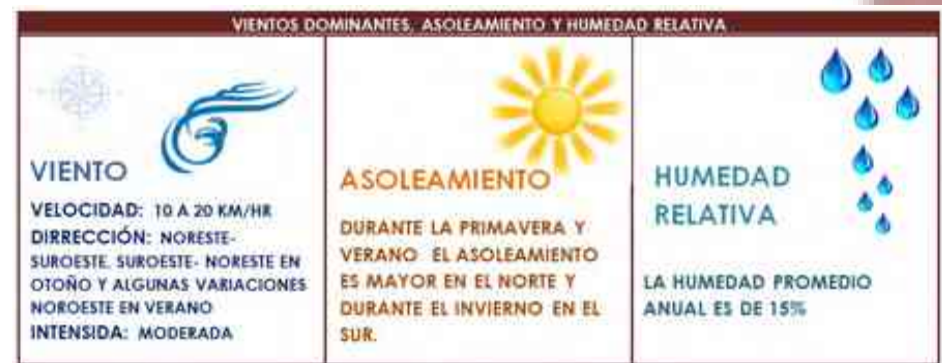 VIENTOS DOMINANTES, ASOLEAMIENTO Y HUMEDAD RELATIVA
VIENTO
VELOCIDAD: 10 A 20 KM/HR
DIRRECCIÓN: NORESTE-
SUROESTE, SUROESTE- NORESTE EN
OTOÑO Y ALGUNAS VARIACIONES
NOROESTE EN VERANO
INTENSIDA: MODERADA
ASOLEAMIENTO
DURANTE LA PRIMAVERA Y
VERANO EL ASOLEAMIENTO
ES MAYOR EN EL NORTE Y
DURANTE EL INVIERNO EN EL
SUR.
HUMEDAD
RELATIVA
LA HUMEDAD PROMEDIO
ANUAL ES DE 15%